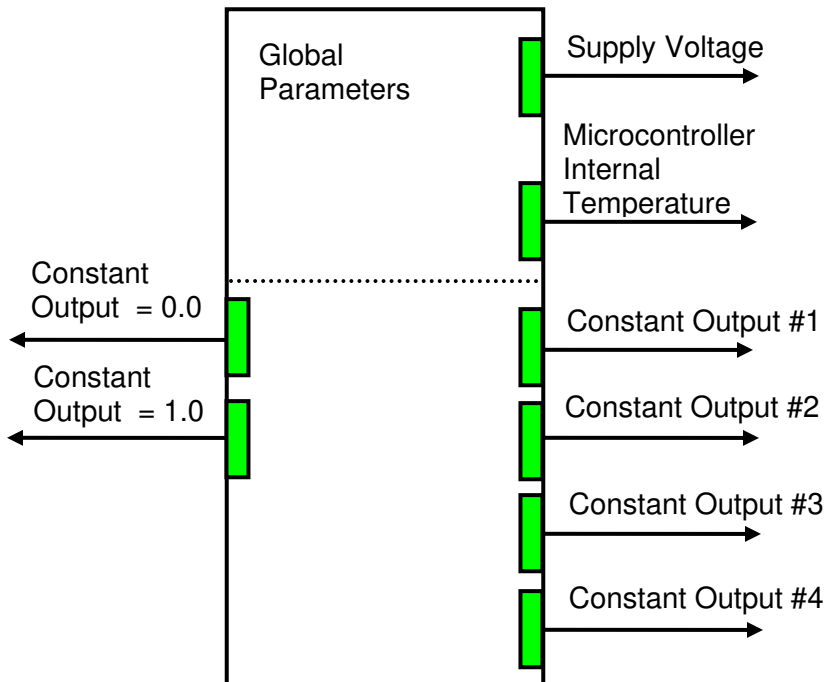 Global
Parameters
Supply Voltage
Microcontroller
Internal
Temperature
Constant
Output  = 0.0
Constant
Output  = 1.0
Constant Output #1
Constant Output #2
Constant Output #3
Constant Output #4